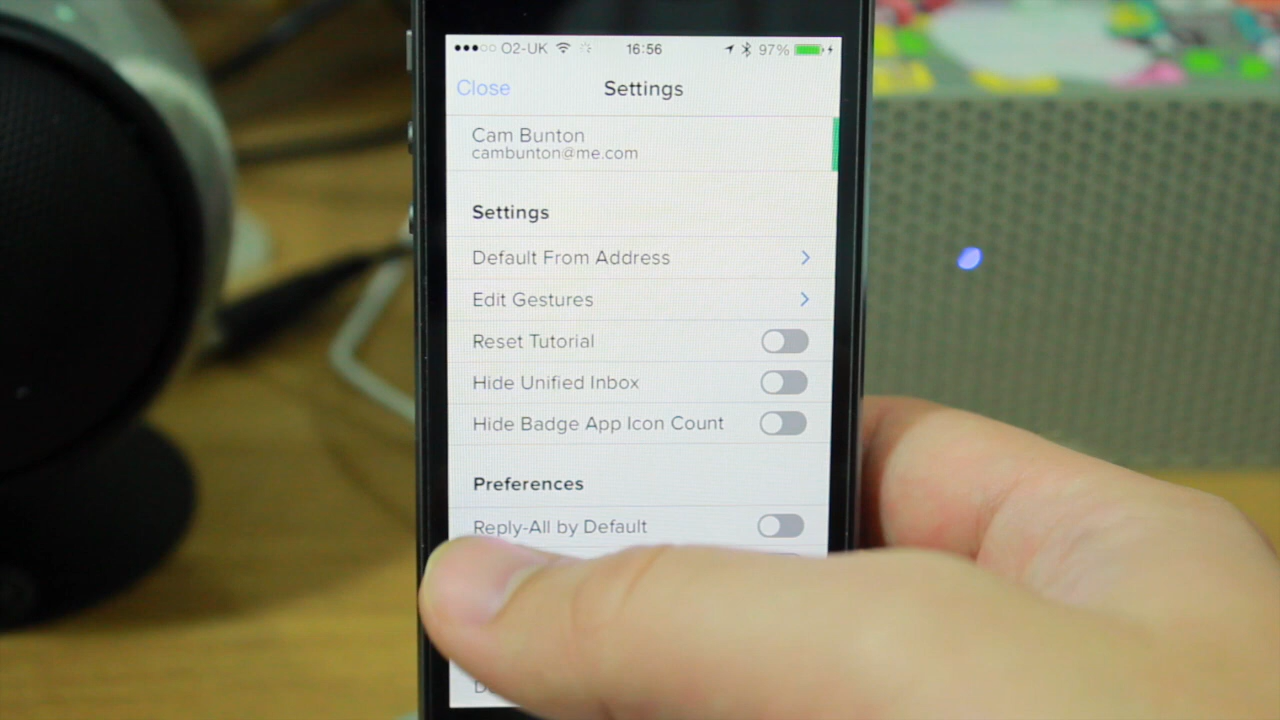 O2-UK 16:56 97%
Close Settings
Cam Bunton
cambunton@me.com
Settings
Default From Address
Edit Gestures
Reset Tutorial
Hide Unified Inbox
Hide Badge App Icon Count
Preferences
Reply-All by Default